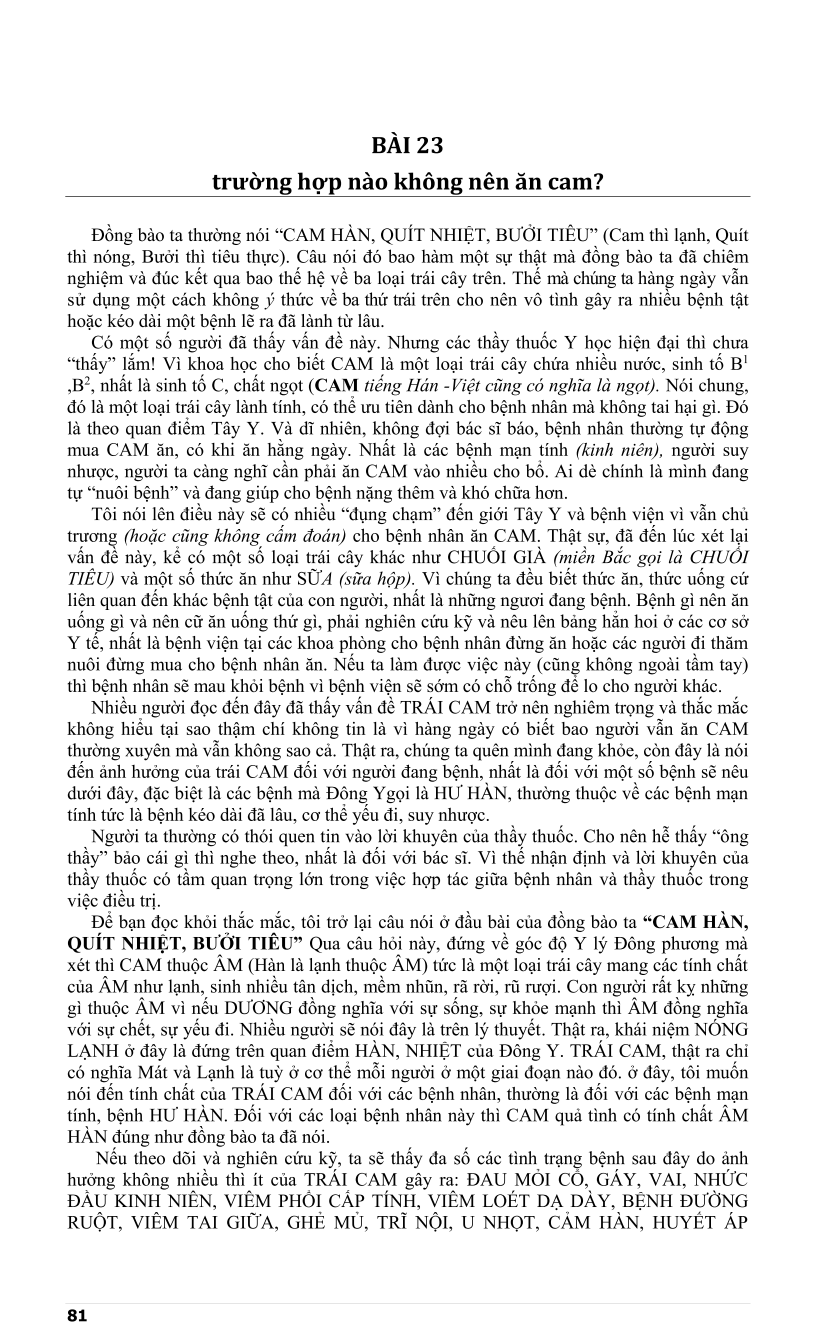 BÀI 23
trường hợp nào không nên ăn cam?
Đồng bào ta thường nói “CAM HÀN, QUÍT NHIỆT, BƯỞI TIÊU” (Cam thì lạnh, Quít
thì nóng, Bưởi thì tiêu thực). Câu nói đó bao hàm một sự thật mà đồng bào ta đã chiêm
nghiệm và đúc kết qua bao thế hệ về ba loại trái cây trên. Thế mà chúng ta hàng ngày vẫn
sử dụng một cách không ý thức về ba thứ trái trên cho nên vô tình gây ra nhiều bệnh tật
hoặc kéo dài một bệnh lẽ ra đã lành từ lâu.
Có một số người đã thấy vấn đề này. Nhưng các thầy thuốc Y học hiện đại thì chưa
“thấy” lắm! Vì khoa học cho biết CAM là một loại trái cây chứa nhiều nước, sinh tố B¹
,B², nhất là sinh tố C, chất ngọt (CAM tiếng Hán -Việt cũng có nghĩa là ngọt). Nói chung,
đó là một loại trái cây lành tính, có thể ưu tiên dành cho bệnh nhân mà không tai hại gì. Đó
là theo quan điểm Tây Y. Và dĩ nhiên, không đợi bác sĩ báo, bệnh nhân thường tự động
mua CAM ăn, có khi ăn hằng ngày. Nhất là các bệnh mạn tính (kinh niên), người suy
nhược, người ta càng nghĩ cần phải ăn CAM vào nhiều cho bổ. Ai dè chính là mình đang
tự “nuôi bệnh” và đang giúp cho bệnh nặng thêm và khó chữa hơn.
Tôi nói lên điều này sẽ có nhiều “đụng chạm” đến giới Tây Y và bệnh viện vì vẫn chủ
trương (hoặc cũng không cấm đoán) cho bệnh nhân ăn CAM. Thật sự, đã đến lúc xét lại
vấn đề này, kể có một số loại trái cây khác như CHUỐI GIÀ (miền Bắc gọi là CHUỐI
TIÊU) và một số thức ăn như SỮA (sữa hộp). Vì chúng ta đều biết thức ăn, thức uống cứ
liên quan đến khác bệnh tật của con người, nhất là những ngươi đang bệnh. Bệnh gì nên ăn
uống gì và nên cữ ăn uống thứ gì, phải nghiên cứu kỹ và nêu lên bảng hẳn hoi ở các cơ sở
Y tế, nhất là bệnh viện tại các khoa phòng cho bệnh nhân đừng ăn hoặc các người đi thăm
nuôi đừng mua cho bệnh nhân ăn. Nếu ta làm được việc này (cũng không ngoài tầm tay)
thì bệnh nhân sẽ mau khỏi bệnh vì bệnh viện sẽ sớm có chỗ trống để lo cho người khác.
Nhiều người đọc đến đây đã thấy vấn đề TRÁI CAM trở nên nghiêm trọng và thắc mắc
không hiểu tại sao thậm chí không tin là vì hàng ngày có biết bao người vẫn ăn CAM
thường xuyên mà vẫn không sao cả. Thật ra, chúng ta quên mình đang khỏe, còn đây là nói
đến ảnh hưởng của trái CAM đối với người đang bệnh, nhất là đối với một số bệnh sẽ nêu
dưới đây, đặc biệt là các bệnh mà Đông Ygọi là HƯ HÀN, thường thuộc về các bệnh mạn
tính tức là bệnh kéo dài đã lâu, cơ thể yếu đi, suy nhược.
Người ta thường có thói quen tin vào lời khuyên của thầy thuốc. Cho nên hễ thấy “ông
thầy” bảo cái gì thì nghe theo, nhất là đối với bác sĩ. Vì thế nhận định và lời khuyên của
thầy thuốc có tầm quan trọng lớn trong việc hợp tác giữa bệnh nhân và thầy thuốc trong
việc điều trị.
Để bạn đọc khỏi thắc mắc, tôi trở lại câu nói ở đầu bài của đồng bào ta “CAM HÀN,
QUÍT NHIỆT, BƯỞI TIÊU” Qua câu hỏi này, đứng về góc độ Y lý Đông phương mà
xét thì CAM thuộc ÂM (Hàn là lạnh thuộc ÂM) tức là một loại trái cây mang các tính chất
của ÂM như lạnh, sinh nhiều tân dịch, mềm nhũn, rã rời, rũ rượi. Con người rất kỵ những
gì thuộc ÂM vì nếu DƯƠNG đồng nghĩa với sự sống, sự khỏe mạnh thì ÂM đồng nghĩa
với sự chết, sự yếu đi. Nhiều người sẽ nói đây là trên lý thuyết. Thật ra, khái niệm NÓNG
LẠNH ở đây là đứng trên quan điểm HÀN, NHIỆT của Đông Y. TRÁI CAM, thật ra chỉ
có nghĩa Mát và Lạnh là tuỳ ở cơ thể mỗi người ở một giai đoạn nào đó. ở đây, tôi muốn
nói đến tính chất của TRÁI CAM đối với các bệnh nhân, thường là đối với các bệnh mạn
tính, bệnh HƯ HÀN. Đối với các loại bệnh nhân này thì CAM quả tình có tính chất ÂM
HÀN đúng như đồng bào ta đã nói.
Nếu theo dõi và nghiên cứu kỹ, ta sẽ thấy đa số các tình trạng bệnh sau đây do ảnh
hưởng không nhiều thì ít của TRÁI CAM gây ra: ĐAU MỎI CỔ, GÁY, VAI, NHỨC
ĐẦU KINH NIÊN, VIÊM PHỔI CẤP TÍNH, VIÊM LOÉT DẠ DÀY, BỆNH ĐƯỜNG
RUỘT, VIÊM TAI GIỮA, GHẺ MỦ, TRĨ NỘI, U NHỌT, CẢM HÀN, HUYẾT ÁP
81